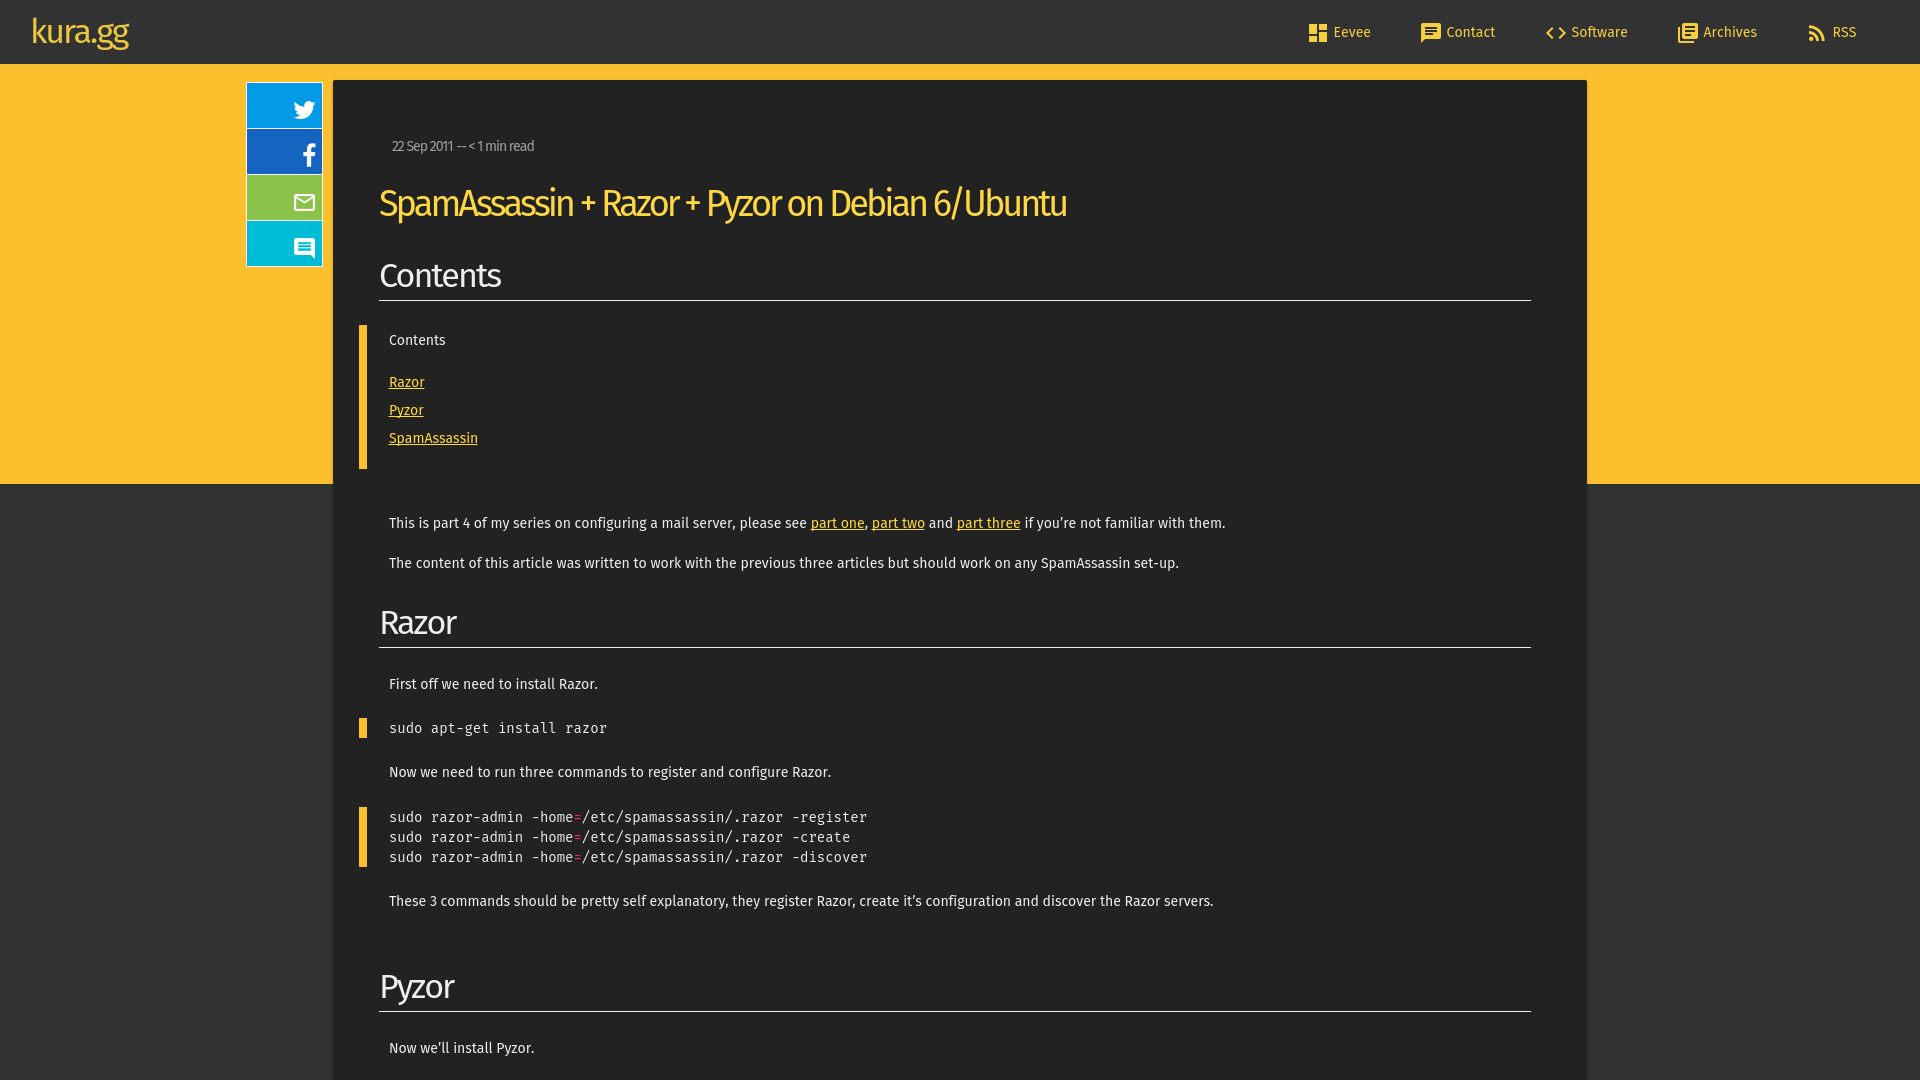 kura.gg
Eevee
Contact
Software
Archives
RSS
22 Sep 2011 -- < 1 min read
SpamAssassin + Razor + Pyzor on Debian 6/Ubuntu
Contents
Contents
Razor
Pyzor
SpamAssassin
This is part 4 of my series on configuring a mail server, please see part one, part two and part three if you’re not familiar with them.
The content of this article was written to work with the previous three articles but should work on any SpamAssassin set-up.
Razor
First off we need to install Razor.
sudo apt-get install razor
Now we need to run three commands to register and configure Razor.
sudo razor-admin -home=/etc/spamassassin/.razor -register
sudo razor-admin -home=/etc/spamassassin/.razor -create
sudo razor-admin -home=/etc/spamassassin/.razor -discover
These 3 commands should be pretty self explanatory, they register Razor, create it’s configuration and discover the Razor servers.
Pyzor
Now we’ll install Pyzor.